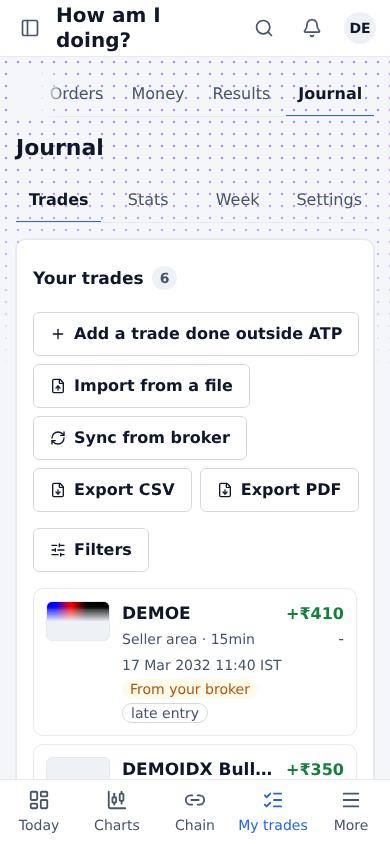 How am I
doing?
DE
Orders Money Results Journal
Journal
Trades Stats Week Settings
Your trades 6
Add a trade done outside ATP
Import from a file
Sync from broker
Export CSV Export PDF
Filters
DEMOE +₹410
Seller area · 15min -
17 Mar 2032 11:40 IST
From your broker
late entry
DEMOIDX Bull... +₹350
Today Charts Chain My trades More